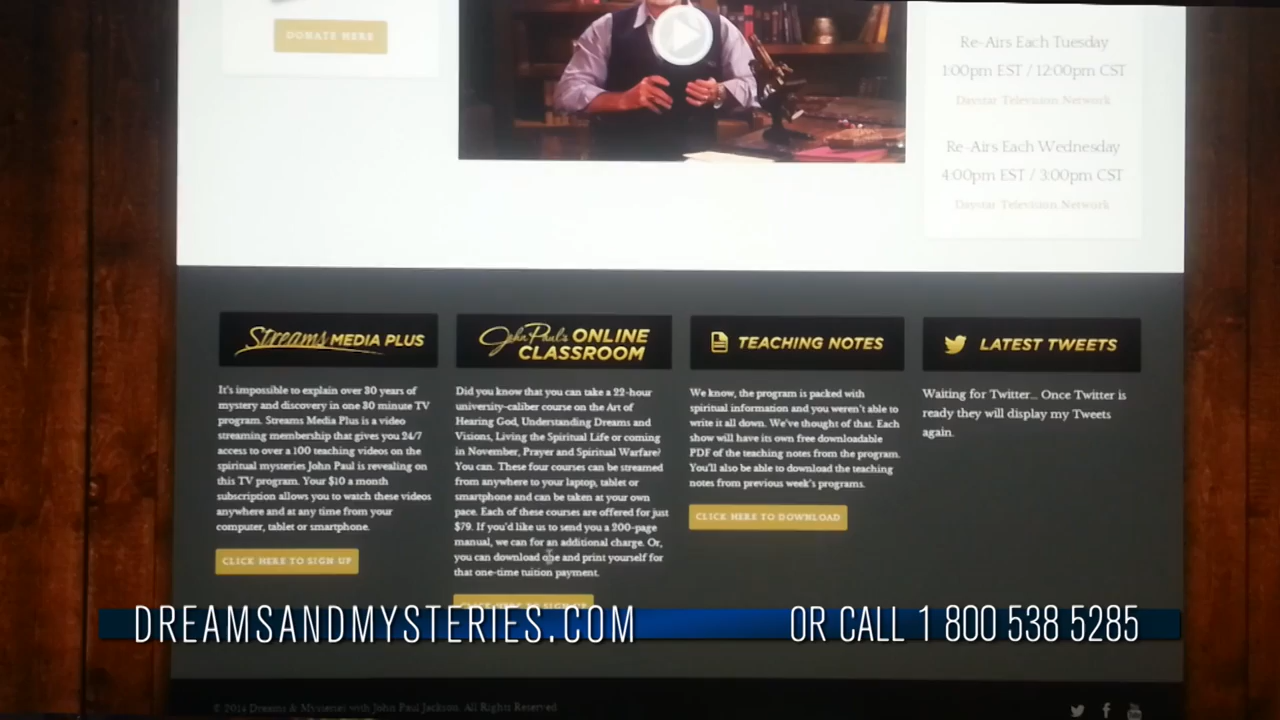 DONATE HERE
Re-Airs Each Tuesday
1:00pm EST / 12:00pm CST
Daystar Television Network
Re-Airs Each Wednesday
4:00pm EST / 3:00pm CST
Daystar Television Network
Streams MEDIA PLUS
It's impossible to explain over 30 years of
mystery and discovery in one 30 minute TV
program. Streams Media Plus is a video
streaming membership that gives you 24/7
access to over a 100 teaching videos on the
spiritual mysteries John Paul is revealing on
this TV program. Your $10 a month
subscription allows you to watch these videos
anywhere and at any time from your
computer, tablet or smartphone.
CLICK HERE TO SIGN UP
John Paul's ONLINE
CLASSROOM
Did you know that you can take a 22-hour
university-caliber course on the Art of
Hearing God, Understanding Dreams and
Visions, Living the Spiritual Life or coming
in November, Prayer and Spiritual Warfare?
You can. These four courses can be streamed
from anywhere to your laptop, tablet or
smartphone and can be taken at your own
pace. Each of these courses are offered for just
$79. If you'd like us to send you a 200-page
manual, we can for an additional charge. Or,
you can download one and print yourself for
that one-time tuition payment.
CLICK HERE TO SIGN UP
TEACHING NOTES
We know, the program is packed with
spiritual information and you weren't able to
write it all down. We've thought of that. Each
show will have its own free downloadable
PDF of the teaching notes from the program.
You'll also be able to download the teaching
notes from previous week's programs.
CLICK HERE TO DOWNLOAD
LATEST TWEETS
Waiting for Twitter... Once Twitter is
ready they will display my Tweets
again.
DREAMSANDMYSTERIES.COM
OR CALL 1 800 538 5285
© 2014 Dreams & Mysteries with John Paul Jackson. All Rights Reserved